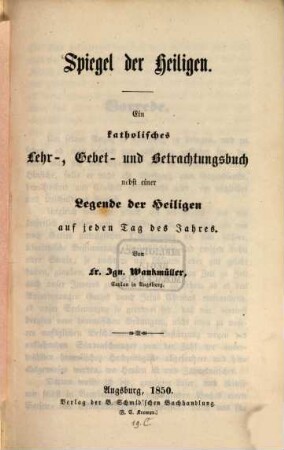 Spiegel der Heiligen.
Ein
katholisches
Lehr-, Gebet- und Betrachtungsbuch
nebst einer
Legende der Heiligen
auf jeden Tag des Jahres.
Von
Fr. Ign. Wankmüller,
Caplan in Augsburg.
Augsburg, 1850.
Verlag der B. Schmid'schen Buchhandlung.
(F. C. Kremer.)